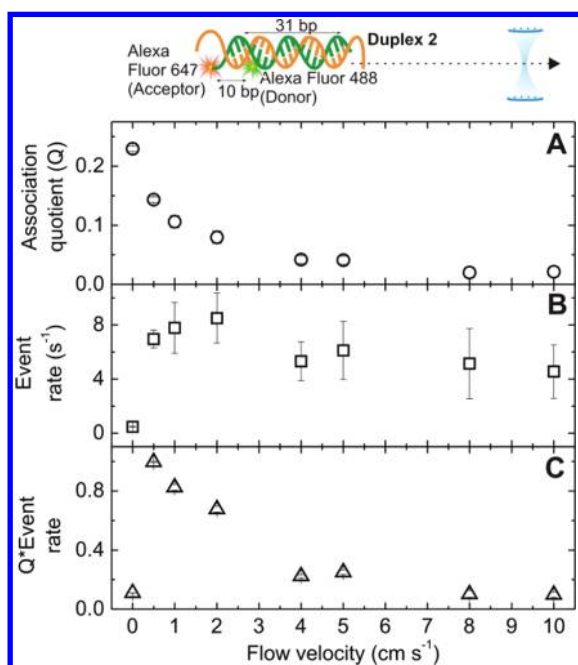 31 bp
Duplex 2
Alexa
Fluor 647
(Acceptor)
10 bp
Alexa Fluor 488
(Donor)
A
Association
quotient (Q)
0.2
0.1
0.0
B
Event
rate (s⁻¹)
8
4
0
C
Q*Event
rate
0.8
0.4
0.0
0 1 2 3 4 5 6 7 8 9 10
Flow velocity (cm s⁻¹)